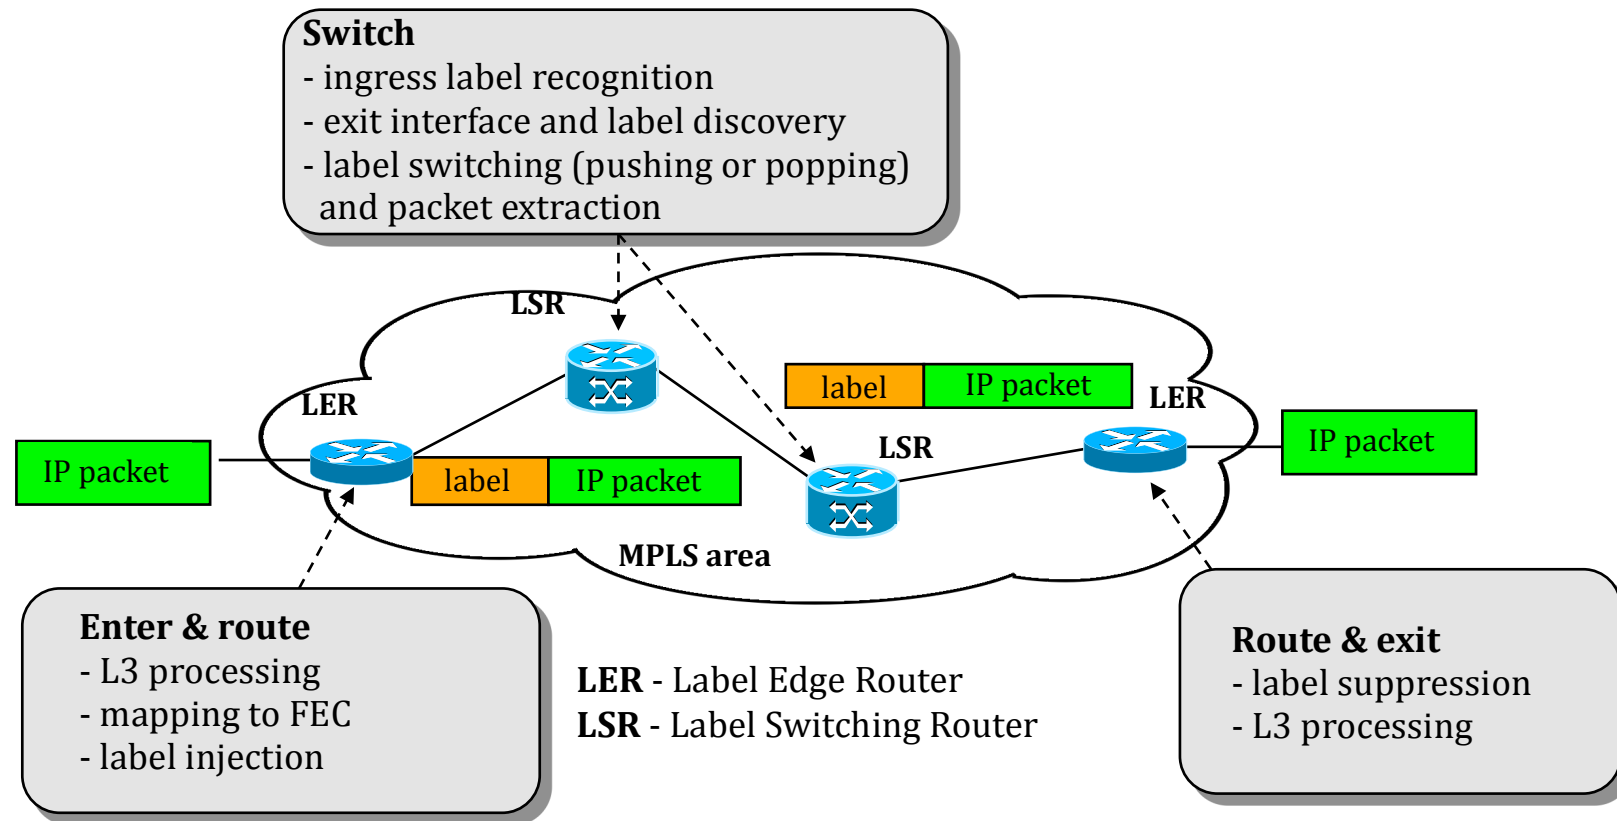 Switch
- ingress label recognition
- exit interface and label discovery
- label switching (pushing or popping)
and packet extraction
LSR
label
IP packet
LER
LER
IP packet
LSR
IP packet
label
IP packet
MPLS area
Enter & route
- L3 processing
- mapping to FEC
- label injection
LER - Label Edge Router
LSR - Label Switching Router
Route & exit
- label suppression
- L3 processing